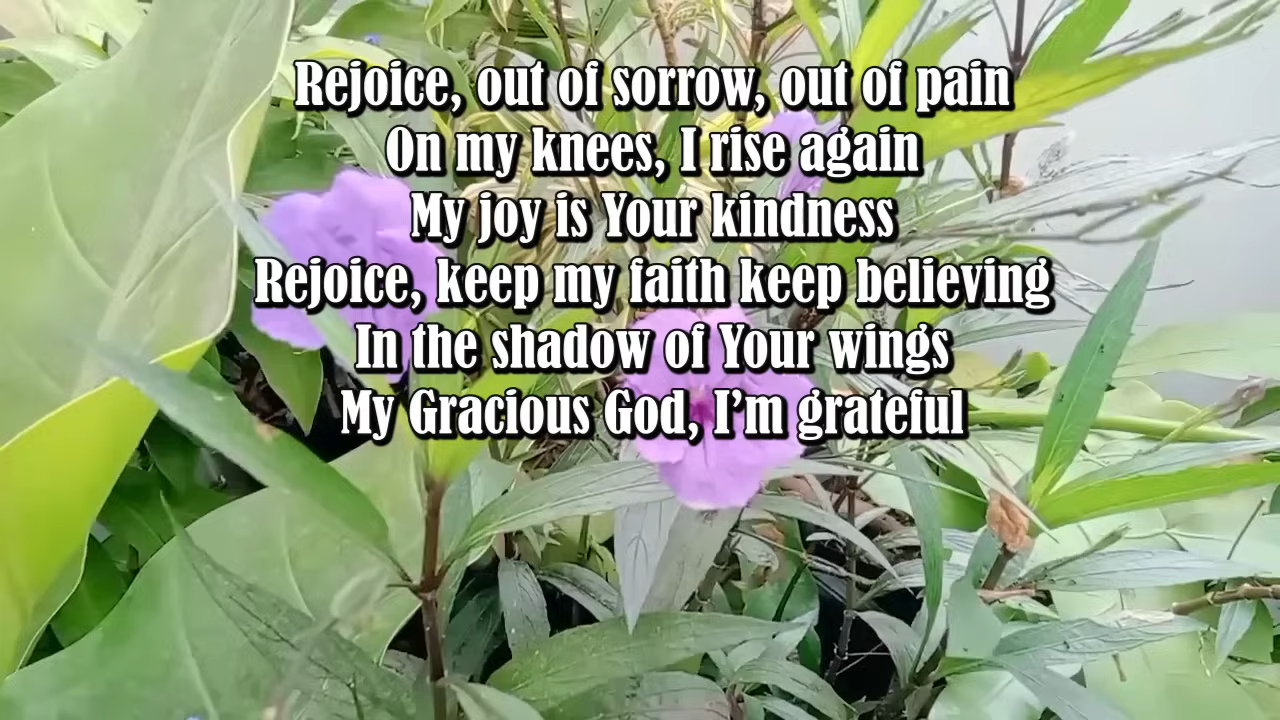 Rejoice, out of sorrow, out of pain
On my knees, I rise again
My joy is Your kindness
Rejoice, keep my faith keep believing
In the shadow of Your wings
My Gracious God, I’m grateful